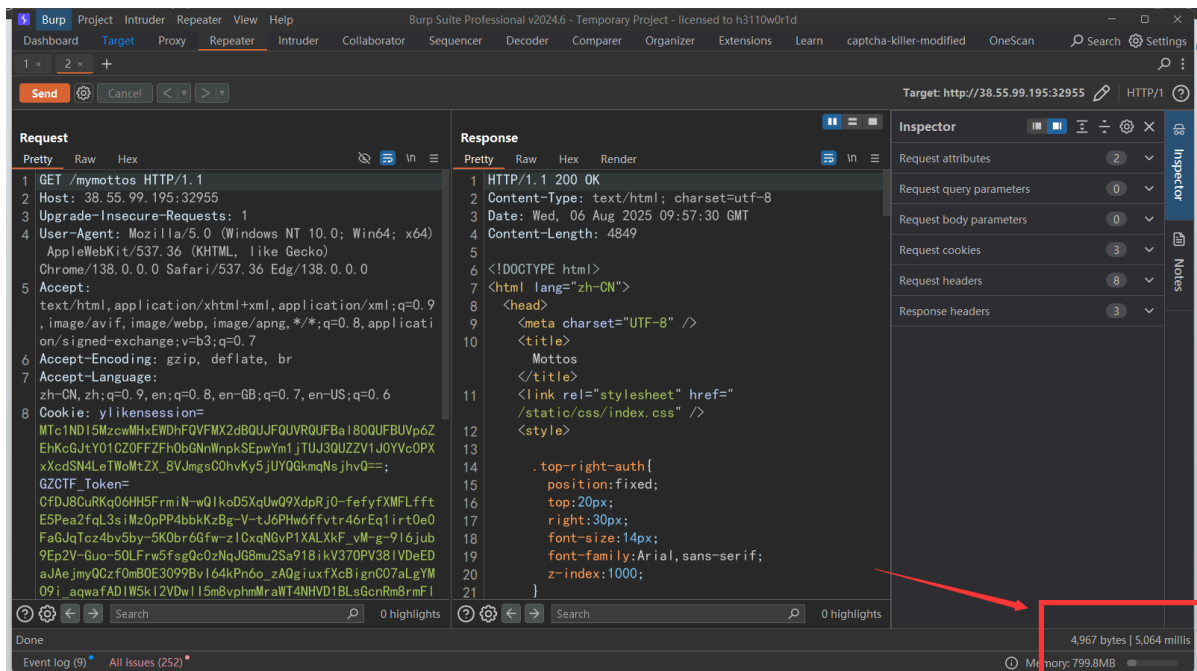 Burp Project Intruder Repeater View Help
Burp Suite Professional v2024.6 - Temporary Project - licensed to h3110w0r1d
Dashboard Target Proxy Repeater Intruder Collaborator Sequencer Decoder Comparer Organizer Extensions Learn captcha-killer-modified OneScan Search Settings
1 × 2 × +
Send Cancel < > Target: http://38.55.99.195:32955 HTTP/1
Request
Pretty Raw Hex \n
1 GET /mymottos HTTP/1.1
2 Host: 38.55.99.195:32955
3 Upgrade-Insecure-Requests: 1
4 User-Agent: Mozilla/5.0 (Windows NT 10.0; Win64; x64)
AppleWebKit/537.36 (KHTML, like Gecko)
Chrome/138.0.0.0 Safari/537.36 Edg/138.0.0.0
5 Accept:
text/html,application/xhtml+xml,application/xml;q=0.9
,image/avif,image/webp,image/apng,*/*;q=0.8,applicati
on/signed-exchange;v=b3;q=0.7
6 Accept-Encoding: gzip, deflate, br
7 Accept-Language:
zh-CN,zh;q=0.9,en;q=0.8,en-GB;q=0.7,en-US;q=0.6
8 Cookie: ylikensession=
GZCTF_Token=
Search 0 highlights
Response
Pretty Raw Hex Render \n
1 HTTP/1.1 200 OK
2 Content-Type: text/html; charset=utf-8
3 Date: Wed, 06 Aug 2025 09:57:30 GMT
4 Content-Length: 4849
5
6 <!DOCTYPE html>
7 <html lang="zh-CN">
8 <head>
9 <meta charset="UTF-8" />
10 <title>
Mottos
</title>
11 <link rel="stylesheet" href="
/static/css/index.css" />
12 <style>
13
14 .top-right-auth{
15 position:fixed;
16 top:20px;
17 right:30px;
18 font-size:14px;
19 font-family:Arial,sans-serif;
20 z-index:1000;
21 }
Search 0 highlights
Inspector
Request attributes 2
Request query parameters 0
Request body parameters 0
Request cookies 3
Request headers 8
Response headers 3
Inspector
Notes
Done
4,967 bytes | 5,064 millis
Event log (9) All issues (252)
Memory: 799.8MB